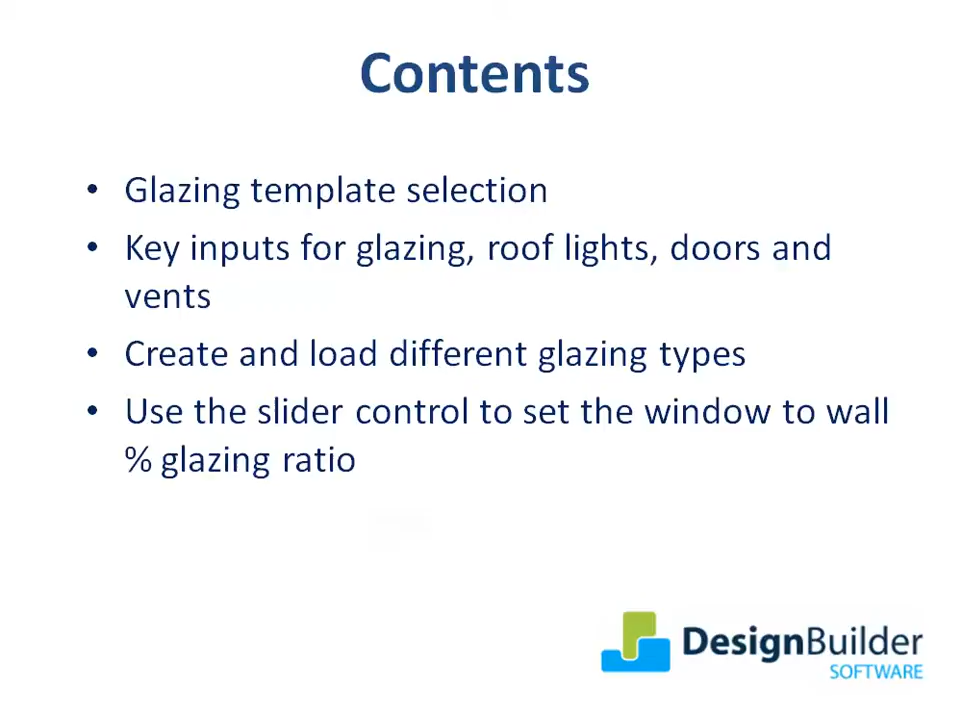 Contents
• Glazing template selection
• Key inputs for glazing, roof lights, doors and
vents
• Create and load different glazing types
• Use the slider control to set the window to wall
% glazing ratio
DesignBuilder
SOFTWARE